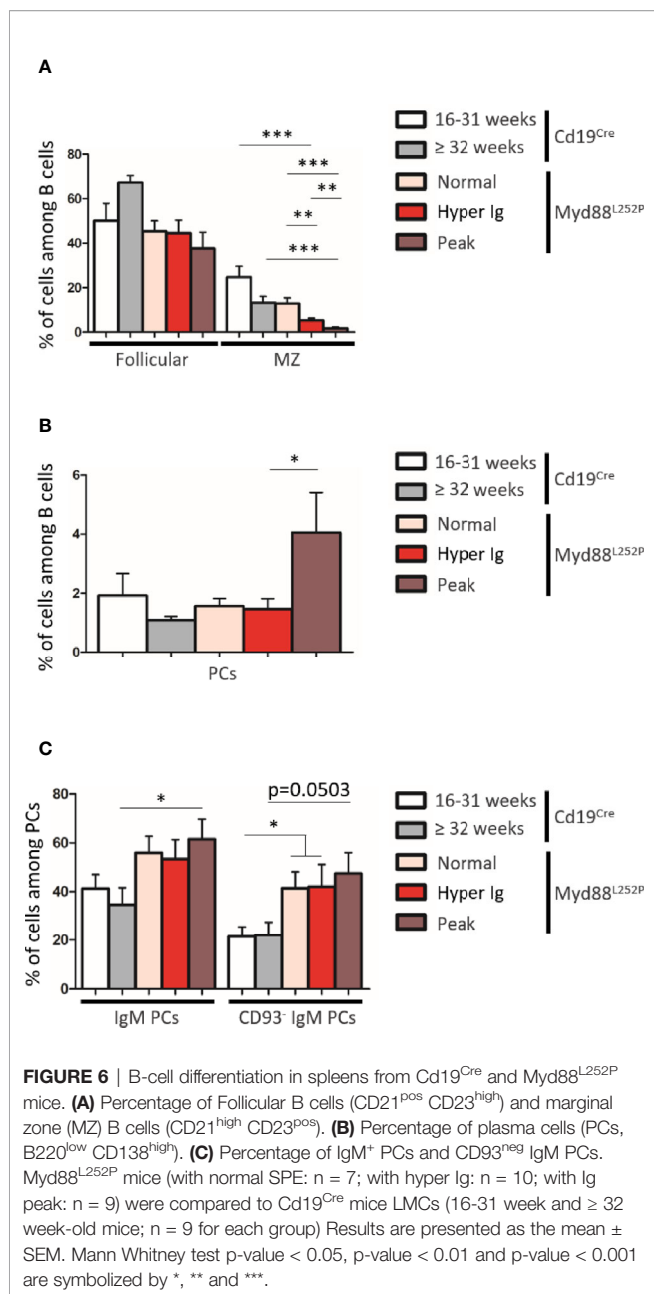 A
% of cells among B cells
80
60
40
20
0
***
***
**
**
***
Follicular
MZ
16-31 weeks
≥ 32 weeks
Cd19Cre
Normal
Hyper Ig
Peak
Myd88L252P
B
% of cells among B cells
6
4
2
0
*
PCs
16-31 weeks
≥ 32 weeks
Cd19Cre
Normal
Hyper Ig
Peak
Myd88L252P
C
% of cells among PCs
80
60
40
20
0
*
p=0.0503
*
IgM PCs
CD93- IgM PCs
16-31 weeks
≥ 32 weeks
Cd19Cre
Normal
Hyper Ig
Peak
Myd88L252P
FIGURE 6 | B-cell differentiation in spleens from Cd19Cre and Myd88L252P
mice. (A) Percentage of Follicular B cells (CD21pos CD23high) and marginal
zone (MZ) B cells (CD21high CD23pos). (B) Percentage of plasma cells (PCs,
B220low CD138high). (C) Percentage of IgM+ PCs and CD93neg IgM PCs.
Myd88L252P mice (with normal SPE: n = 7; with hyper Ig: n = 10; with Ig
peak: n = 9) were compared to Cd19Cre mice LMCs (16-31 week and ≥ 32
week-old mice; n = 9 for each group) Results are presented as the mean ±
SEM. Mann Whitney test p-value < 0.05, p-value < 0.01 and p-value < 0.001
are symbolized by *, ** and ***.